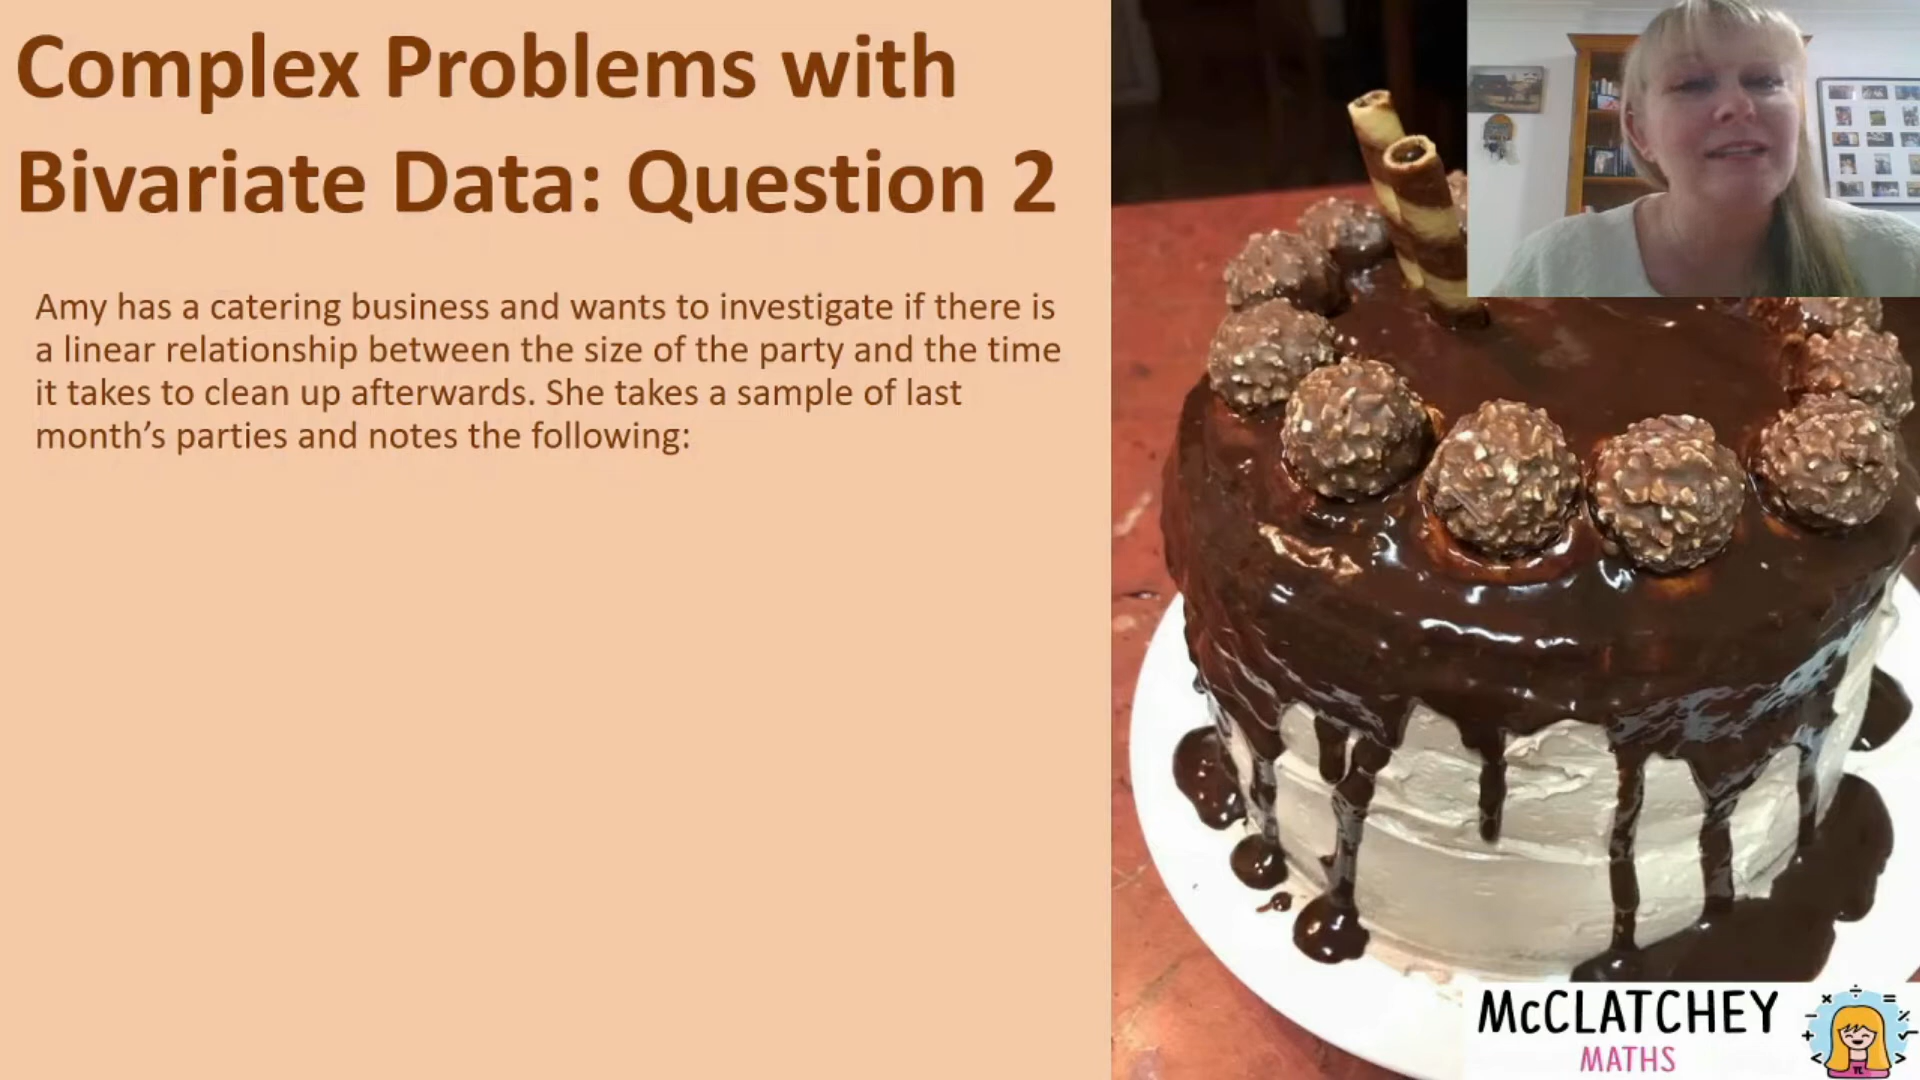 Complex Problems with
Bivariate Data: Question 2
Amy has a catering business and wants to investigate if there is
a linear relationship between the size of the party and the time
it takes to clean up afterwards. She takes a sample of last
month’s parties and notes the following:
McCLATCHEY
MATHS